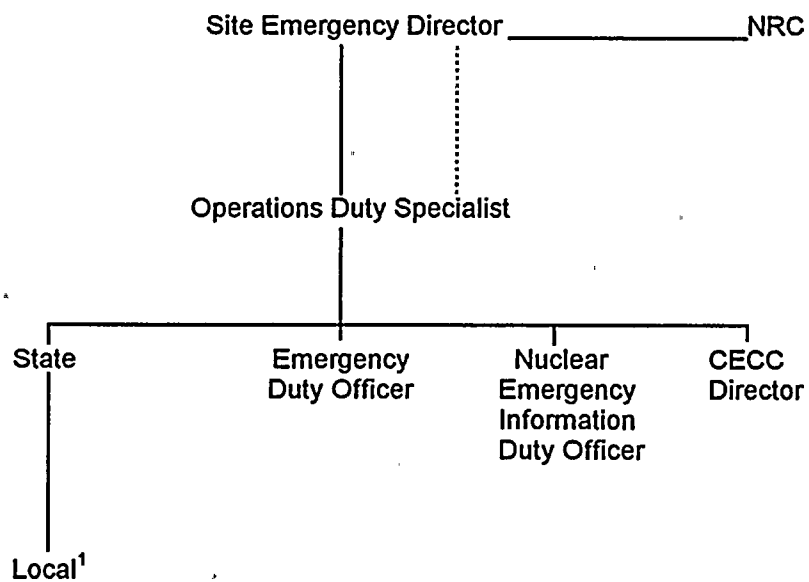 Site Emergency Director
NRC
Operations Duty Specialist
State
Emergency
Duty Officer
Nuclear
Emergency
Information
Duty Officer
CECC
Director
Local¹